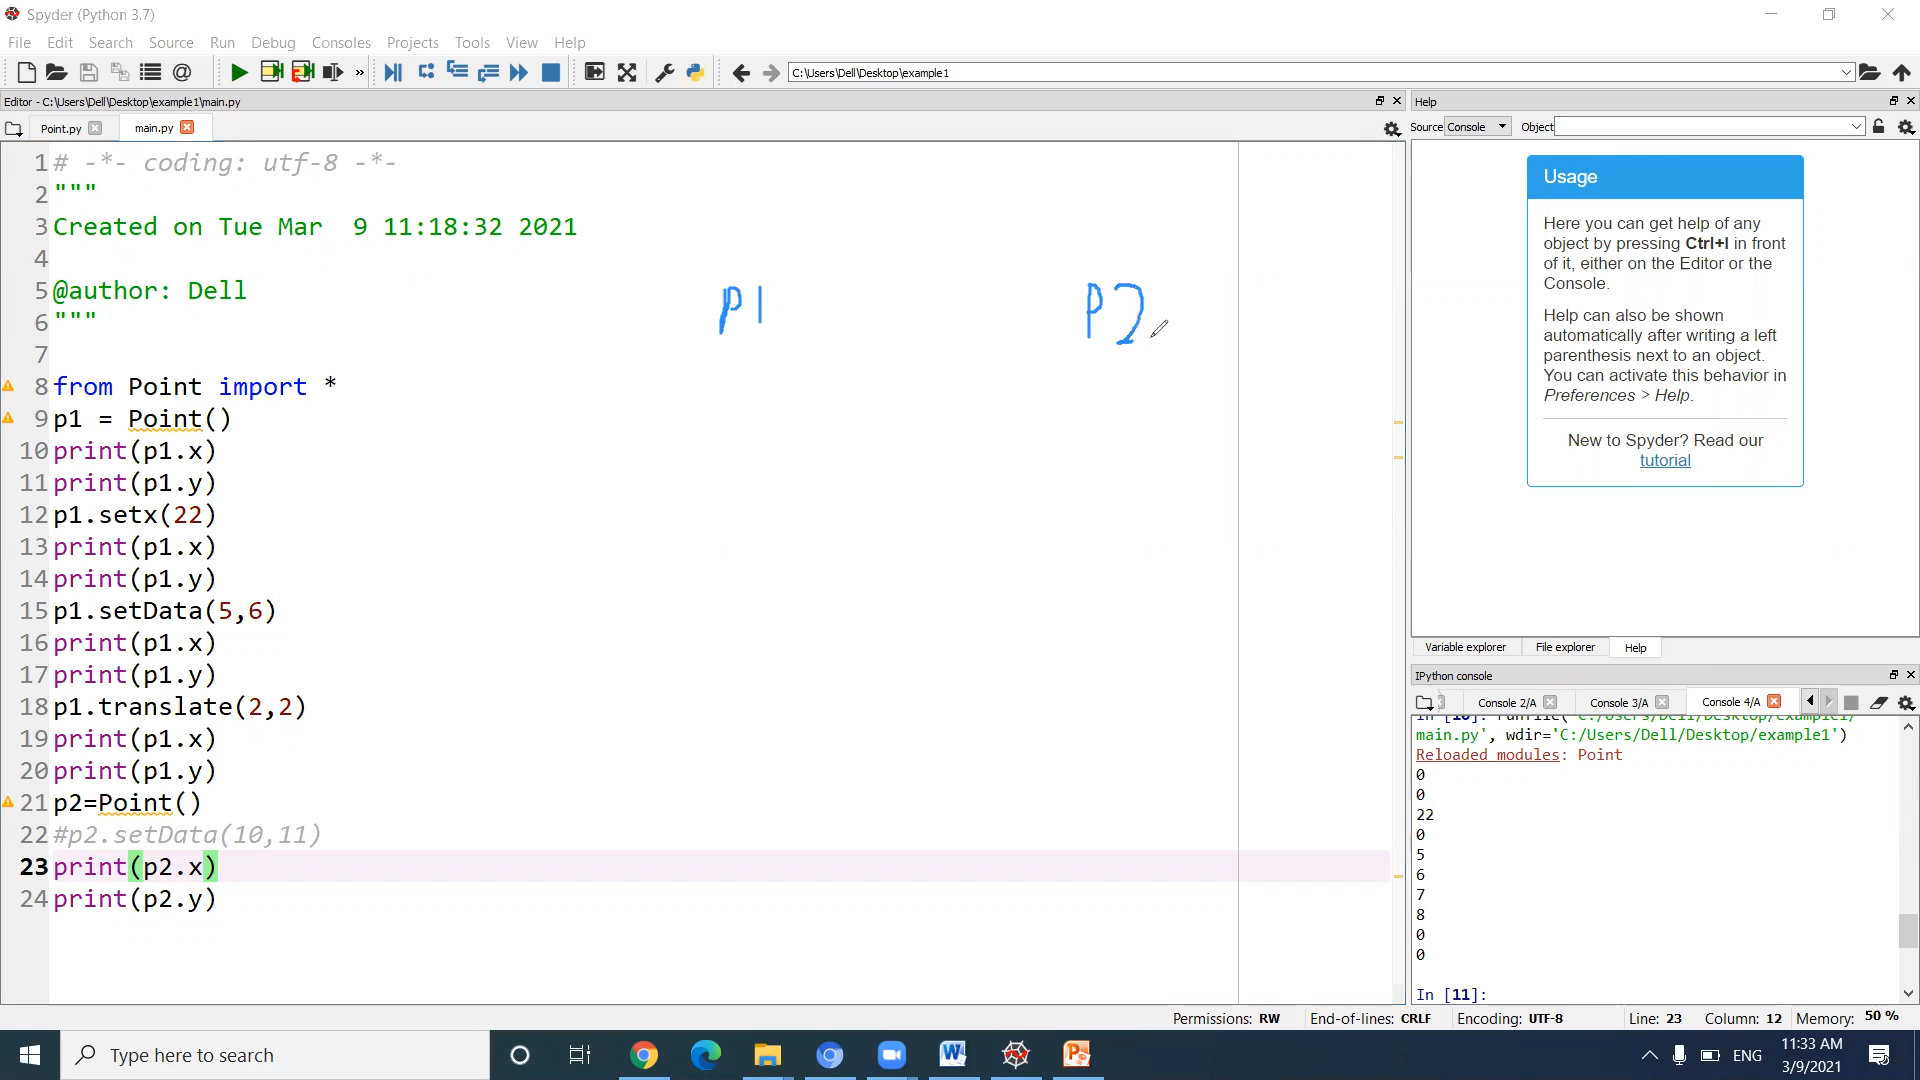 Spyder (Python 3.7)
File Edit Search Source Run Debug Consoles Projects Tools View Help
C:\Users\Dell\Desktop\example1
Editor - C:\Users\Dell\Desktop\example1\main.py
Help
Point.py main.py
Source Console Object
1 # -*- coding: utf-8 -*-
2 """
3 Created on Tue Mar  9 11:18:32 2021
4
5 @author: Dell
6 """
7
8 from Point import *
9 p1 = Point()
10 print(p1.x)
11 print(p1.y)
12 p1.setx(22)
13 print(p1.x)
14 print(p1.y)
15 p1.setData(5,6)
16 print(p1.x)
17 print(p1.y)
18 p1.translate(2,2)
19 print(p1.x)
20 print(p1.y)
21 p2=Point()
22 #p2.setData(10,11)
23 print(p2.x)
24 print(p2.y)
P1 P2
Usage
Here you can get help of any
object by pressing Ctrl+I in front
of it, either on the Editor or the
Console.
Help can also be shown
automatically after writing a left
parenthesis next to an object.
You can activate this behavior in
Preferences > Help.
New to Spyder? Read our
tutorial
Variable explorer File explorer Help
IPython console
Console 2/A Console 3/A Console 4/A
In [10]: runfile('C:/Users/Dell/Desktop/example1/
main.py', wdir='C:/Users/Dell/Desktop/example1')
Reloaded modules: Point
0
0
22
0
5
6
7
8
0
0
In [11]:
Permissions: RW End-of-lines: CRLF Encoding: UTF-8 Line: 23 Column: 12 Memory: 50 %
Type here to search
ENG
11:33 AM
3/9/2021